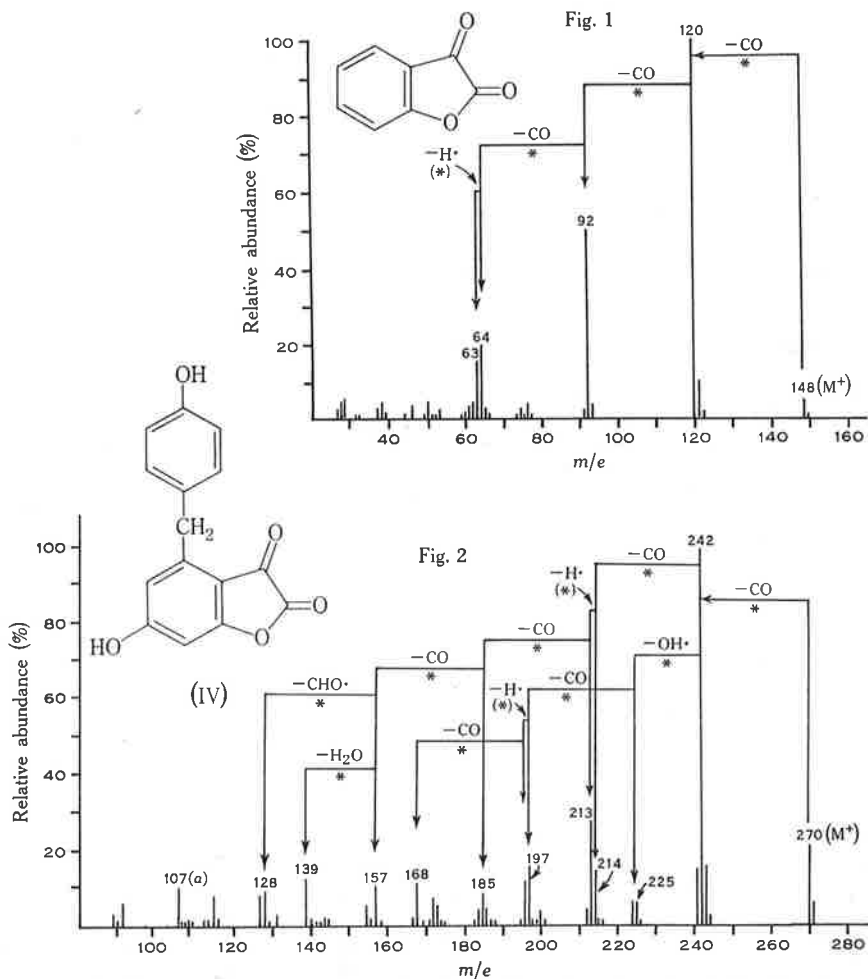 Fig. 1
O
O
O
120
−CO
*
−CO
*
−CO
*
−H•
(*)
92
64
63
148(M⁺)
100
80
60
40
20
Relative abundance (%)
40
60
80
100
120
140
160
m/e
OH
CH₂
O
O
O
HO
(IV)
Fig. 2
242
−CO
*
−CO
*
−H•
(*)
−OH•
*
−CO
*
−CO
*
−CO
*
−H•
(*)
−CHO•
*
−CO
*
−H₂O
*
213
270(M⁺)
107(a)
128
139
157
168
185
197
214
225
100
80
60
40
20
Relative abundance (%)
100
120
140
160
180
200
220
240
260
280
m/e